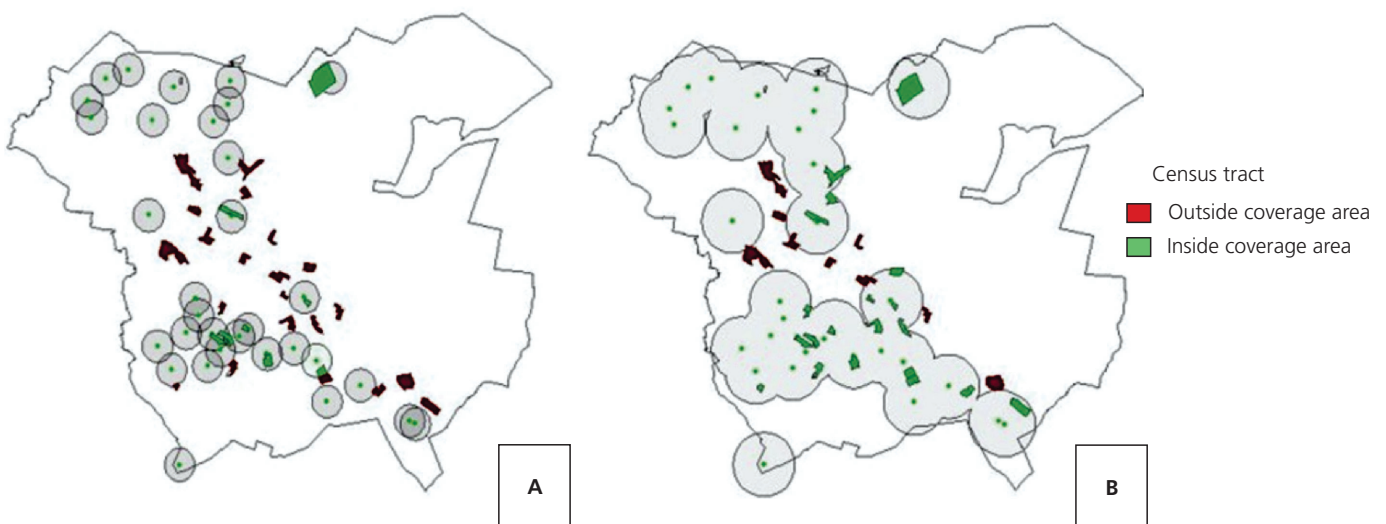 Census tract
Outside coverage area
Inside coverage area
A
B